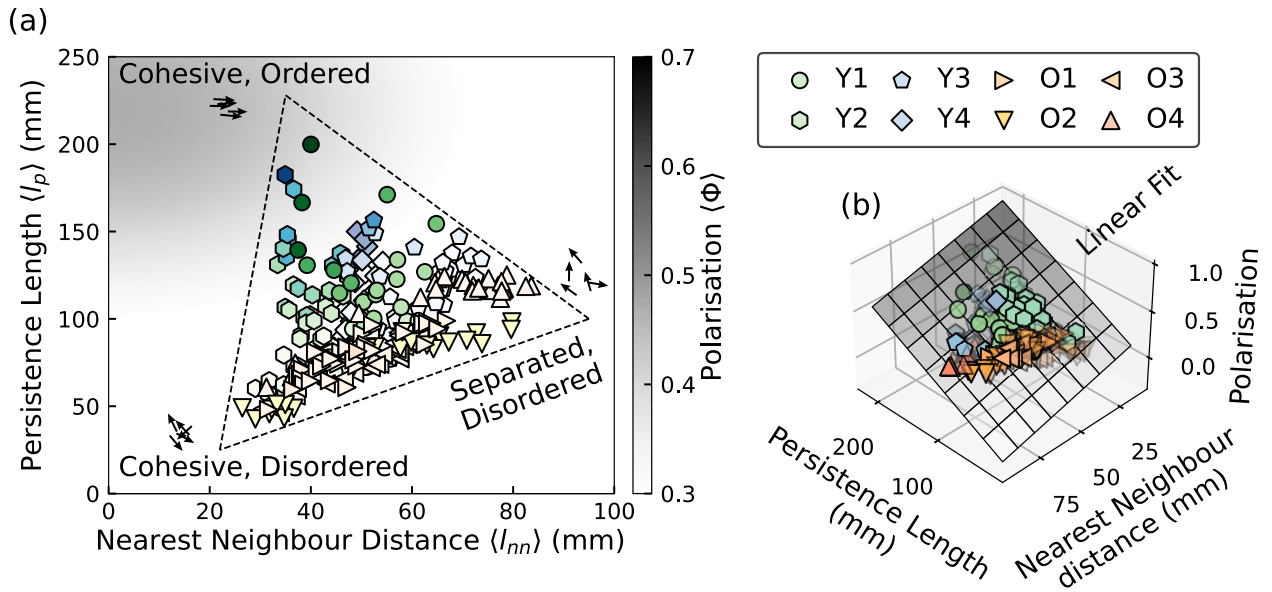 (a)
250
200
150
100
50
0
Persistence Length ⟨lp⟩ (mm)
Cohesive, Ordered
Separated,
Disordered
Cohesive, Disordered
0 20 40 60 80 100
Nearest Neighbour Distance ⟨lnn⟩ (mm)
0.7
0.6
0.5
0.4
0.3
Polarisation ⟨Φ⟩
Y1 Y3 O1 O3
Y2 Y4 O2 O4
(b)
Linear Fit
1.0
0.5
0.0
Polarisation
200
100
Persistence Length
(mm)
25
50
75
Nearest Neighbour
distance (mm)